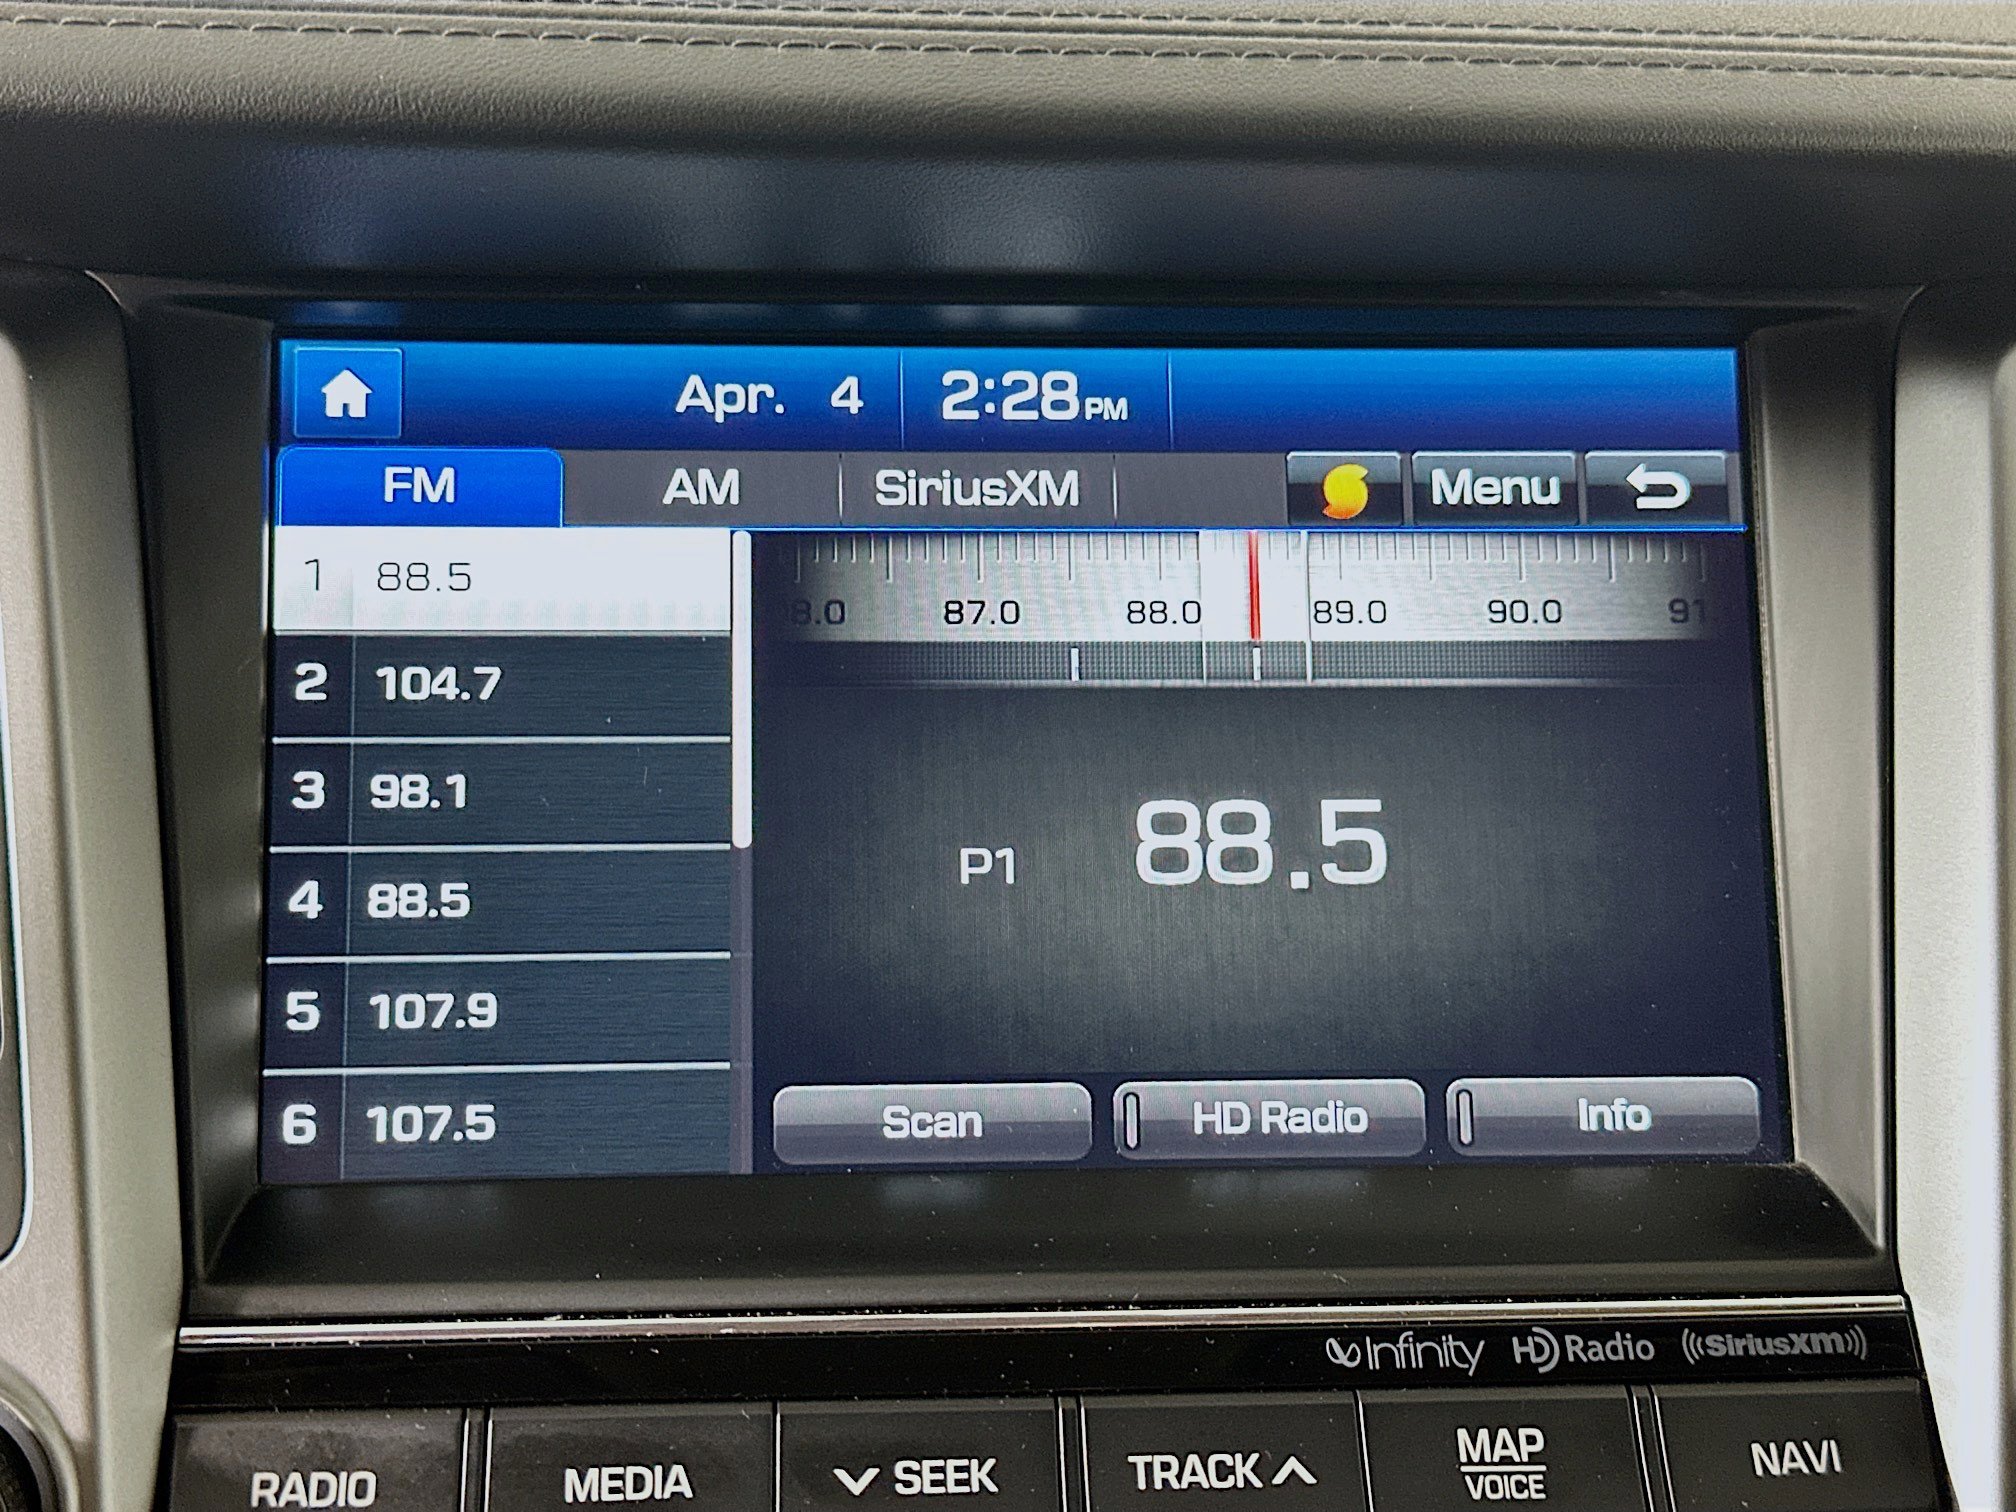 Apr. 4 2:28 PM
FM AM SiriusXM Menu
1 88.5
2 104.7
3 98.1
4 88.5
5 107.9
6 107.5
87.0 88.0 89.0 90.0
P1 88.5
Scan HD Radio Info
Infinity HD Radio SiriusXM
RADIO MEDIA SEEK TRACK MAP VOICE NAVI